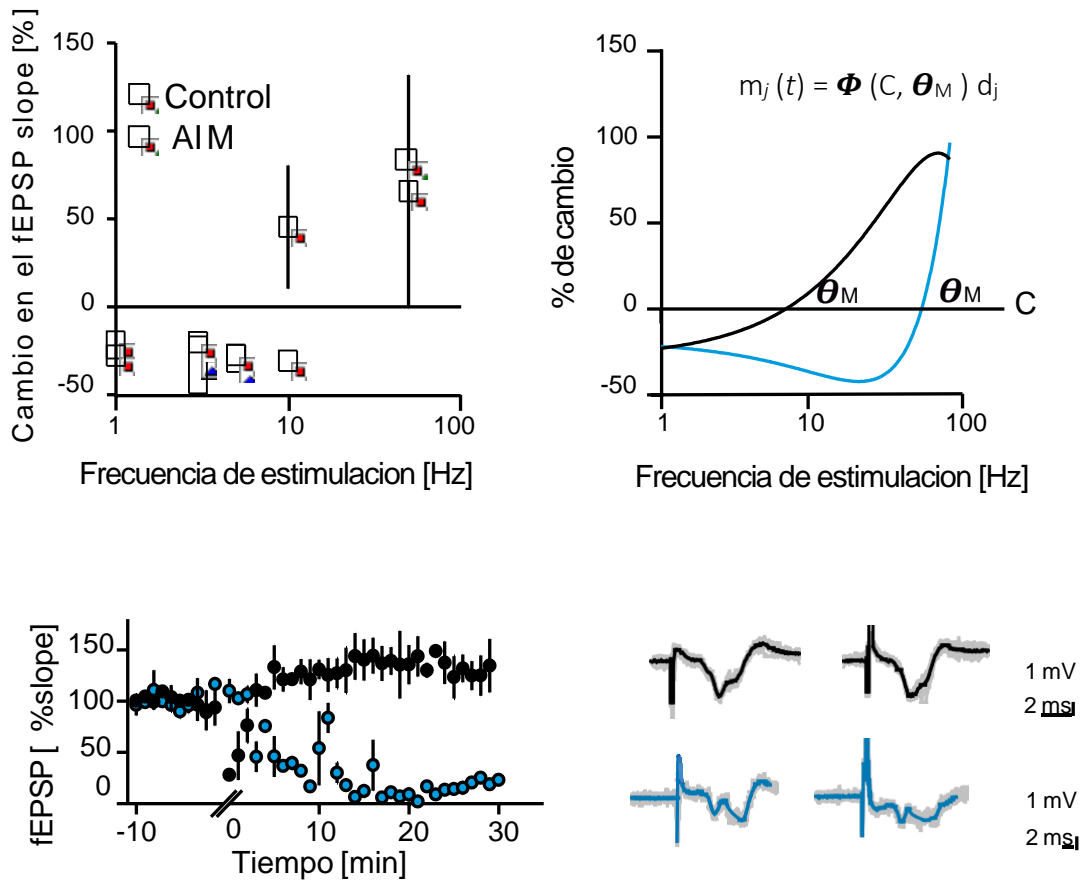 Cambio en el fEPSP slope [%]
150
100
50
0
-50
Control
AIM
1
10
100
Frecuencia de estimulacion [Hz]
% de cambio
150
100
50
0
-50
mj (t) = Φ (C, θM ) dj
θM
θM
C
1
10
100
Frecuencia de estimulacion [Hz]
fEPSP [ %slope]
150
100
50
0
-10
0
10
20
30
Tiempo [min]
1 mV
2 ms
1 mV
2 ms